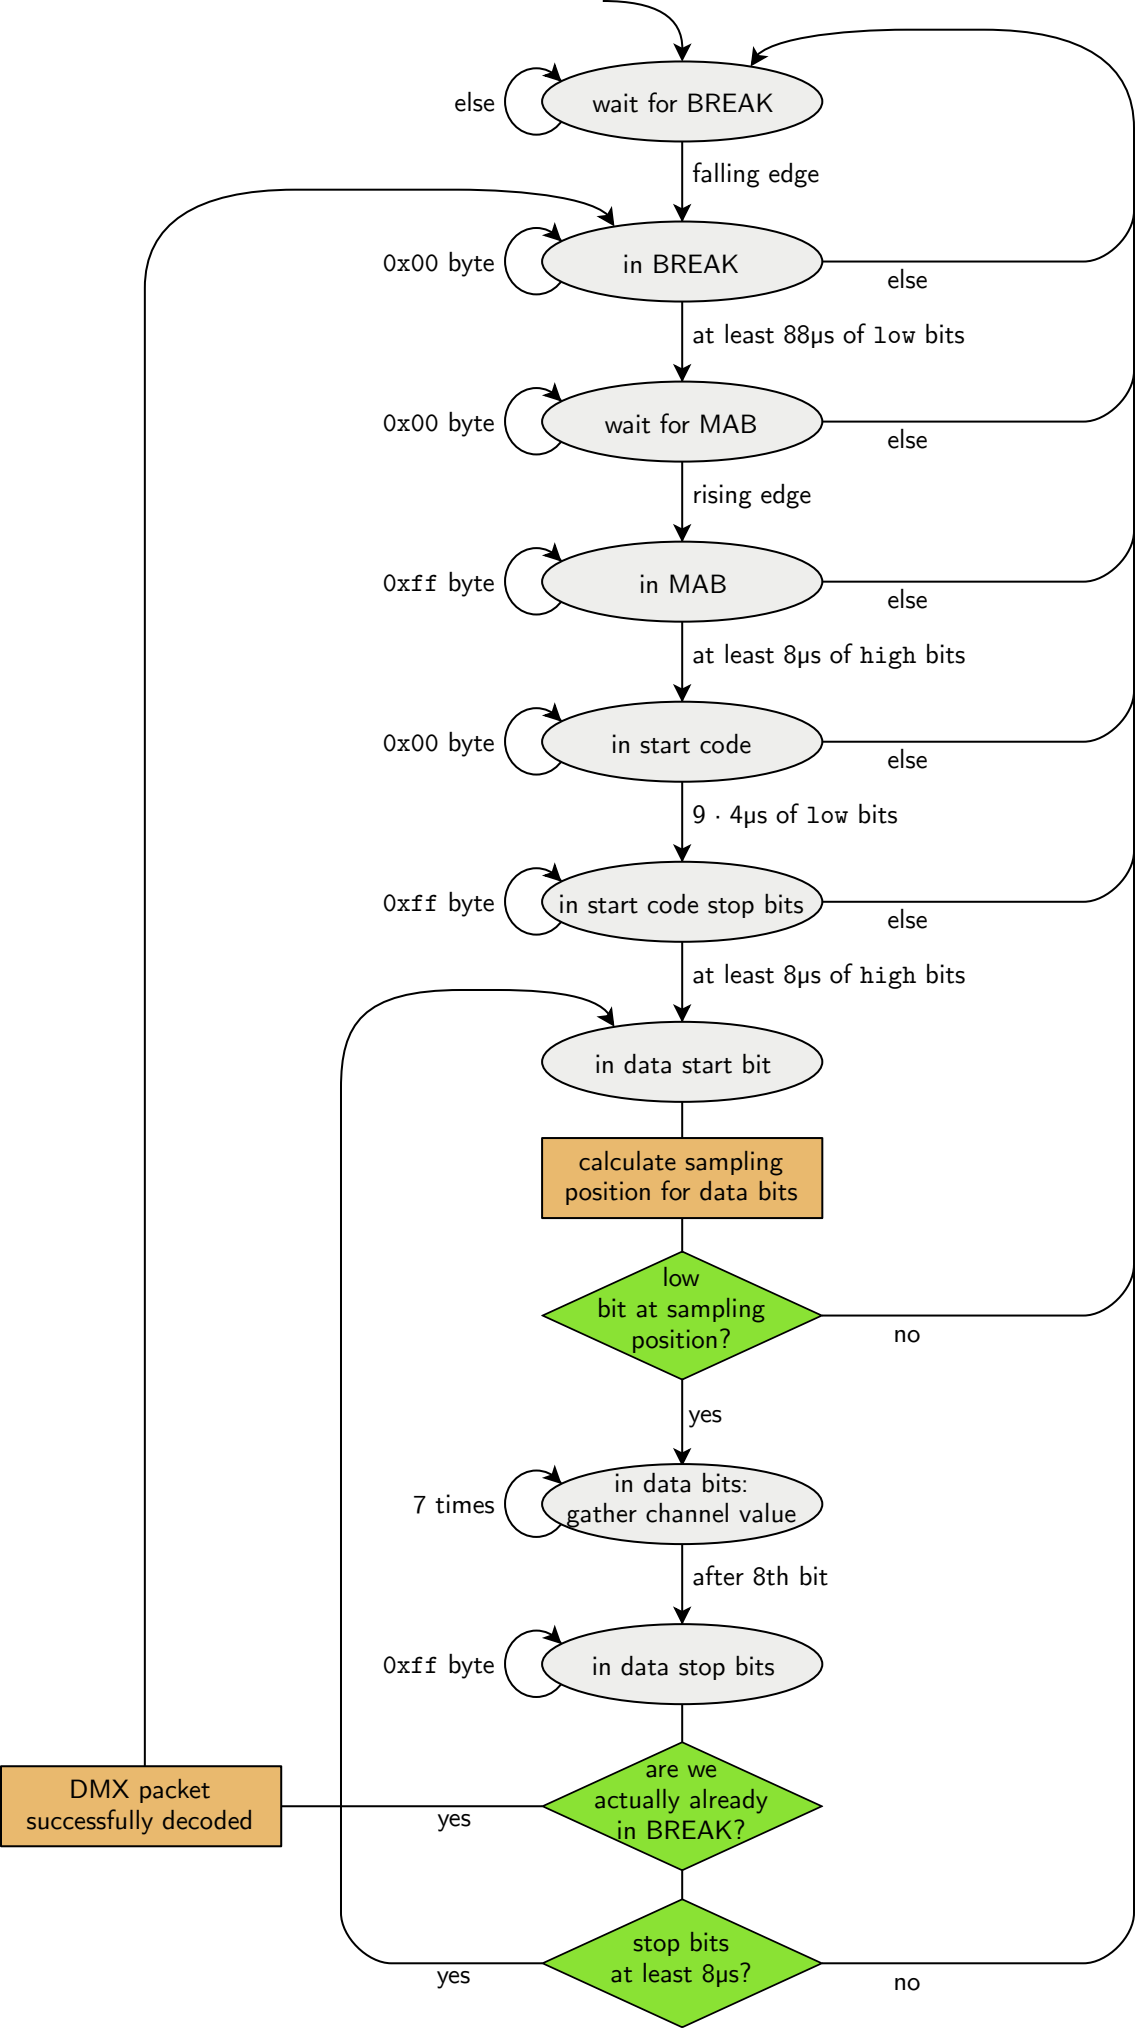 else
wait for BREAK
falling edge
0x00 byte
in BREAK
else
at least 88µs of low bits
0x00 byte
wait for MAB
else
rising edge
0xff byte
in MAB
else
at least 8µs of high bits
0x00 byte
in start code
else
9 · 4µs of low bits
0xff byte
in start code stop bits
else
at least 8µs of high bits
in data start bit
calculate sampling
position for data bits
low
bit at sampling
position?
no
yes
7 times
in data bits:
gather channel value
after 8th bit
0xff byte
in data stop bits
DMX packet
successfully decoded
yes
are we
actually already
in BREAK?
stop bits
at least 8µs?
yes
no